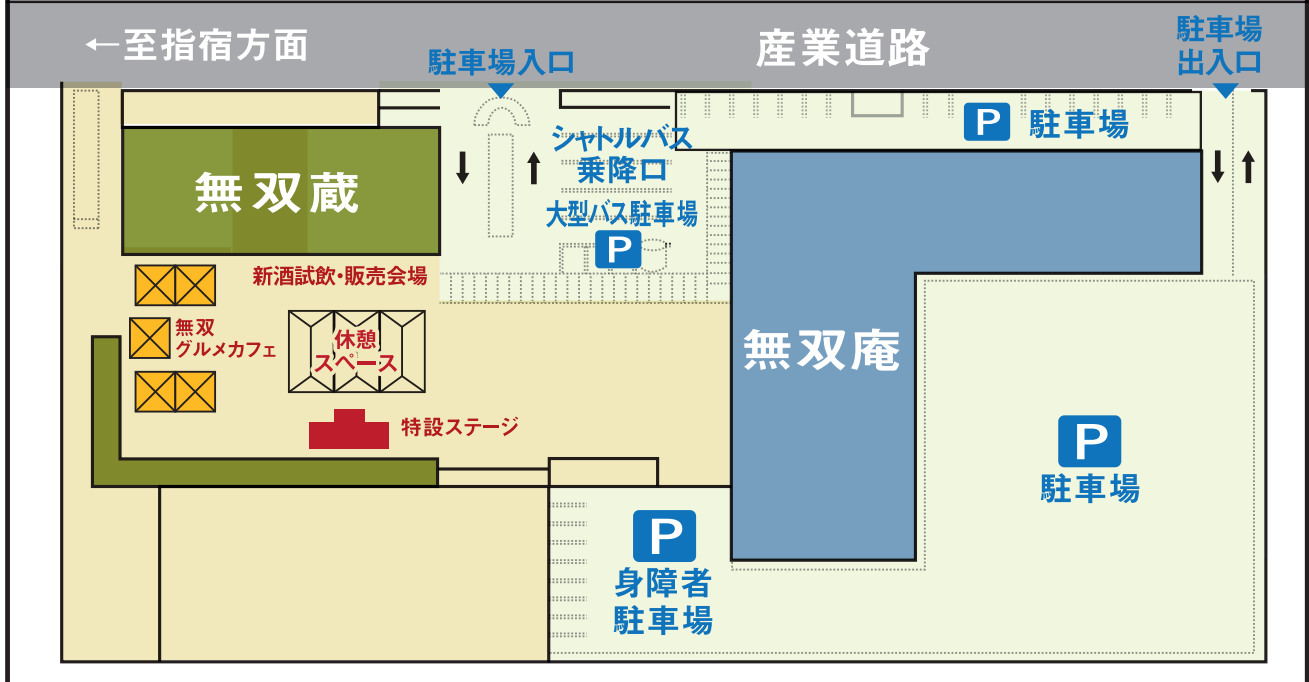 ←至指宿方面
産業道路
駐車場入口
駐車場
出入口
P 駐車場
シャトルバス
乗降口
大型バス駐車場
P
無双蔵
新酒試飲・販売会場
無双
グルメカフェ
休憩
スペース
特設ステージ
無双庵
P
駐車場
P
身障者
駐車場